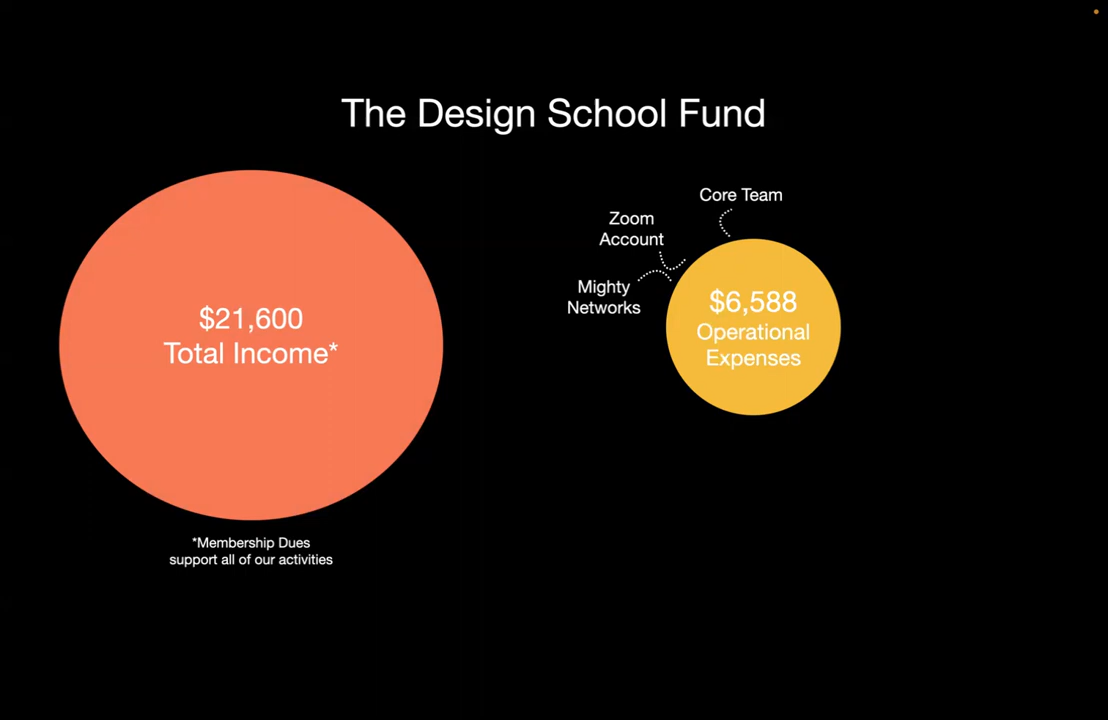 The Design School Fund
$21,600
Total Income*
*Membership Dues
support all of our activities
Core Team
Zoom
Account
Mighty
Networks
$6,588
Operational
Expenses